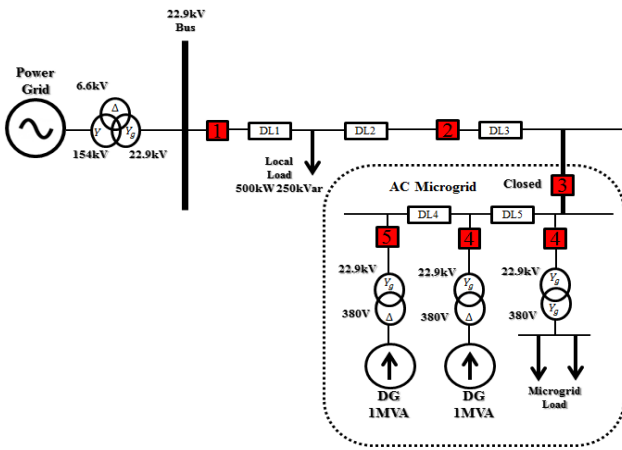 22.9kV
Bus
Power
Grid
6.6kV
Δ
Y
Yg
154kV
22.9kV
1
DL1
DL2
2
DL3
Local
Load
500kW 250kVar
AC Microgrid
Closed
3
DL4
DL5
5
4
4
22.9kV
Yg
380V
Δ
22.9kV
Yg
380V
Δ
22.9kV
Yg
380V
Yg
DG
1MVA
DG
1MVA
Microgrid
Load